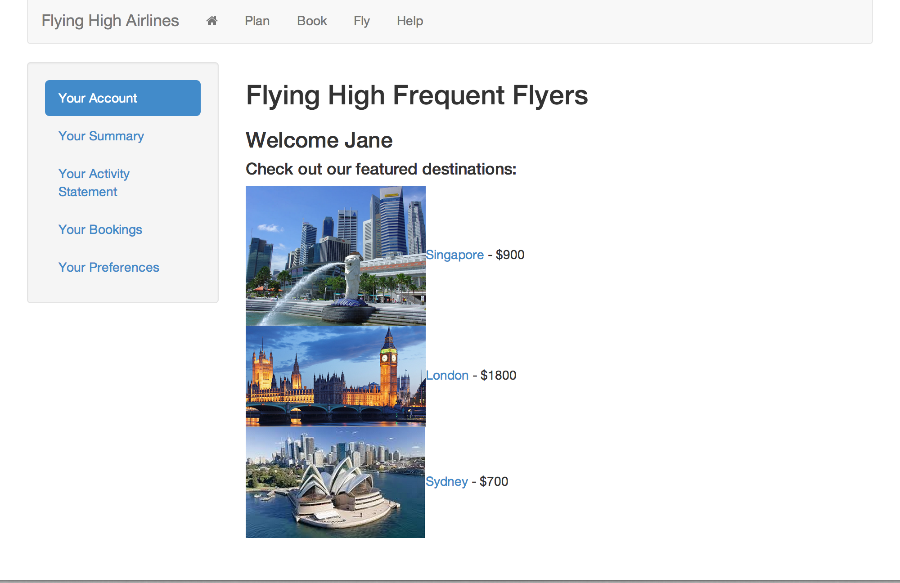 Flying High Airlines Plan Book Fly Help
Your Account
Your Summary
Your Activity
Statement
Your Bookings
Your Preferences
Flying High Frequent Flyers
Welcome Jane
Check out our featured destinations:
Singapore - $900
London - $1800
Sydney - $700